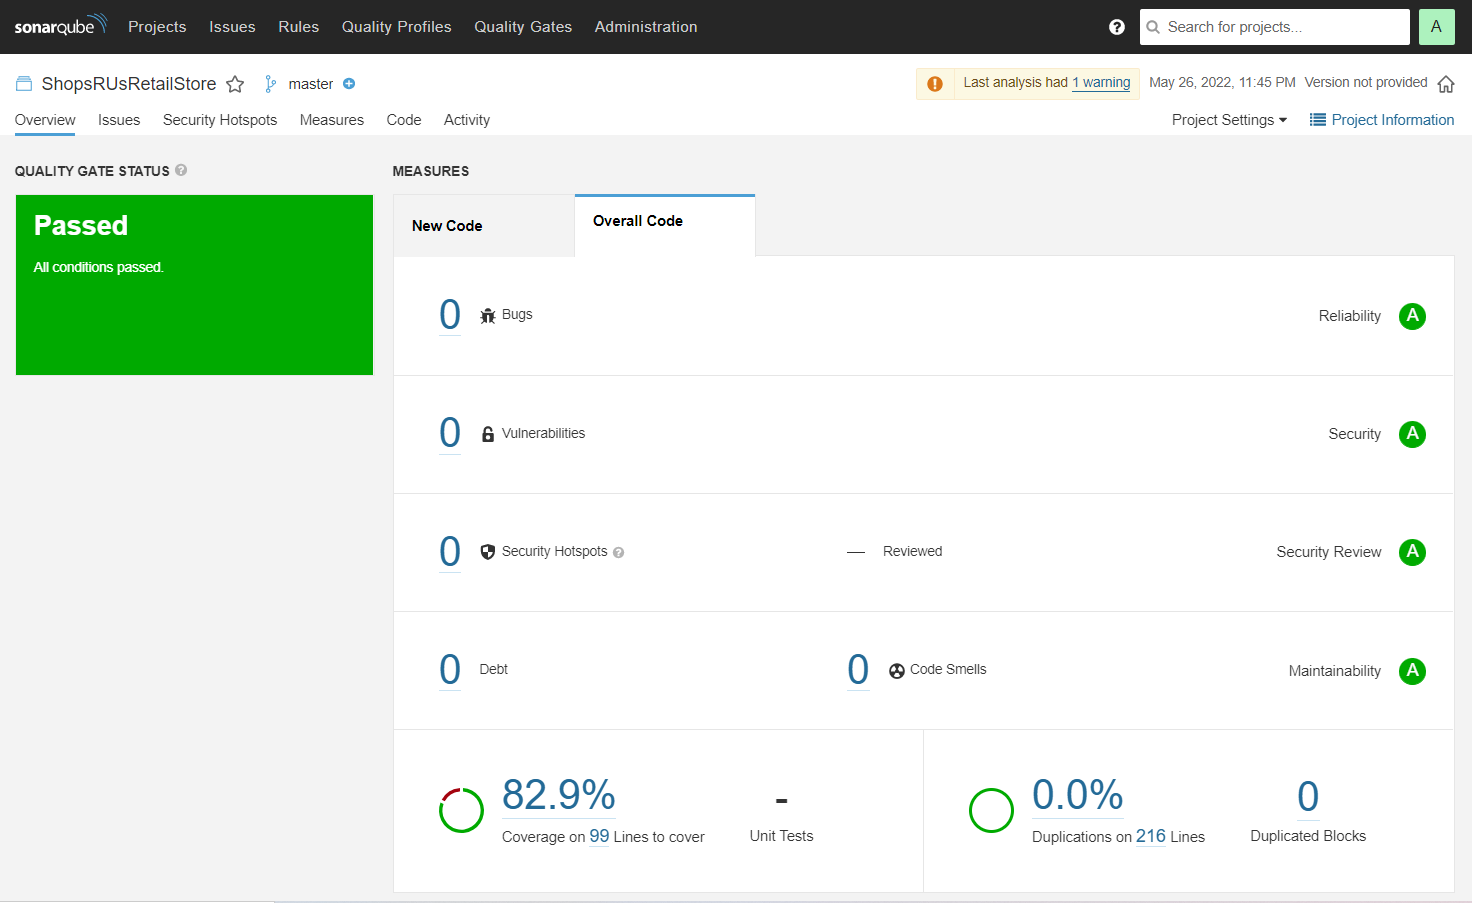 sonarqube Projects Issues Rules Quality Profiles Quality Gates Administration ? Search for projects... A
ShopsRUsRetailStore master Last analysis had 1 warning May 26, 2022, 11:45 PM Version not provided
Overview Issues Security Hotspots Measures Code Activity Project Settings Project Information
QUALITY GATE STATUS ? MEASURES
Passed
All conditions passed.
New Code Overall Code
0 Bugs Reliability A
0 Vulnerabilities Security A
0 Security Hotspots ? — Reviewed Security Review A
0 Debt 0 Code Smells Maintainability A
82.9% - 0.0% 0
Coverage on 99 Lines to cover Unit Tests Duplications on 216 Lines Duplicated Blocks